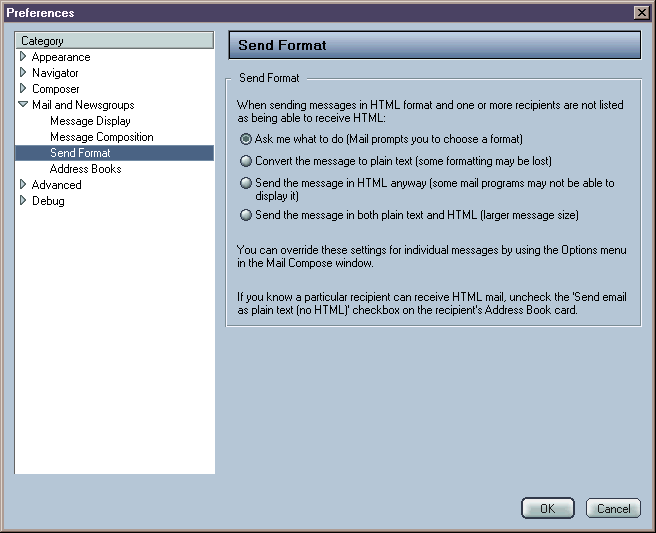 Preferences
Category
Appearance
Navigator
Composer
Mail and Newsgroups
Message Display
Message Composition
Send Format
Address Books
Advanced
Debug
Send Format
Send Format
When sending messages in HTML format and one or more recipients are not listed
as being able to receive HTML:
Ask me what to do (Mail prompts you to choose a format)
Convert the message to plain text (some formatting may be lost)
Send the message in HTML anyway (some mail programs may not be able to
display it)
Send the message in both plain text and HTML (larger message size)
You can override these settings for individual messages by using the Options menu
in the Mail Compose window.
If you know a particular recipient can receive HTML mail, uncheck the 'Send email
as plain text (no HTML)' checkbox on the recipient's Address Book card.
OK
Cancel